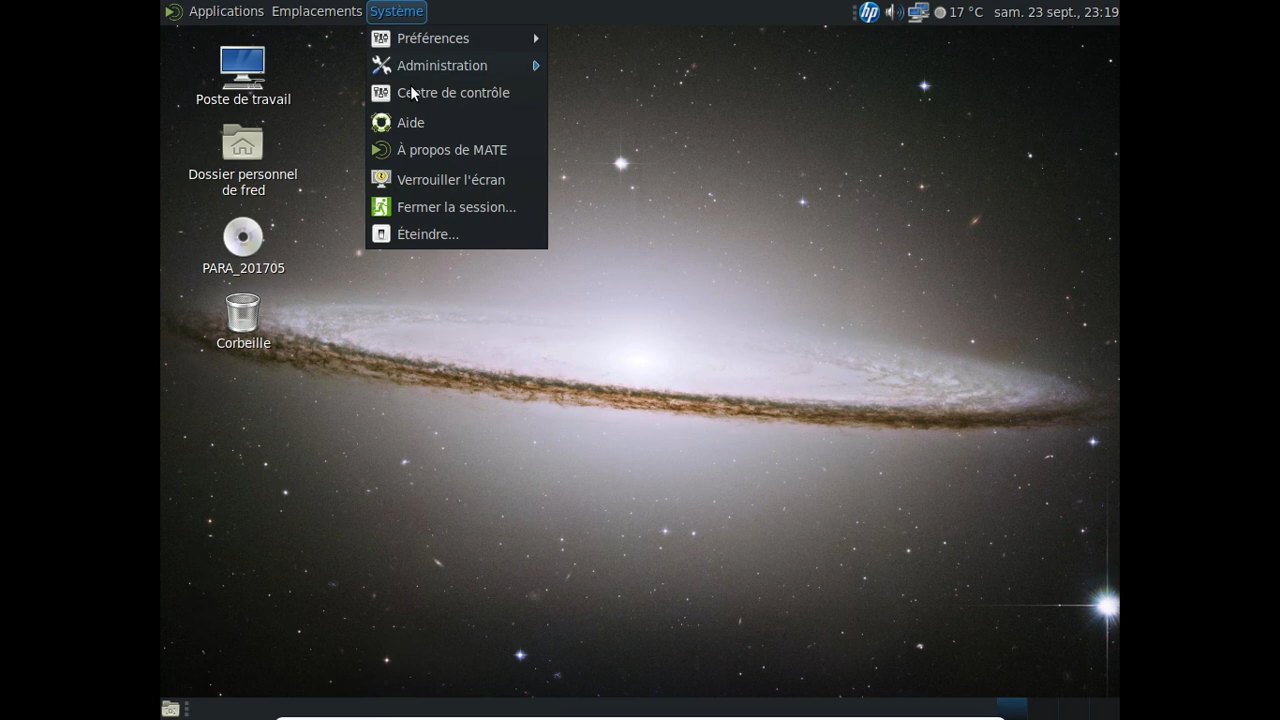 Applications Emplacements Système
hp 17 °C sam. 23 sept., 23:19
Préférences
Administration
Centre de contrôle
Aide
À propos de MATE
Verrouiller l'écran
Fermer la session...
Éteindre...
Poste de travail
Dossier personnel
de fred
PARA_201705
Corbeille